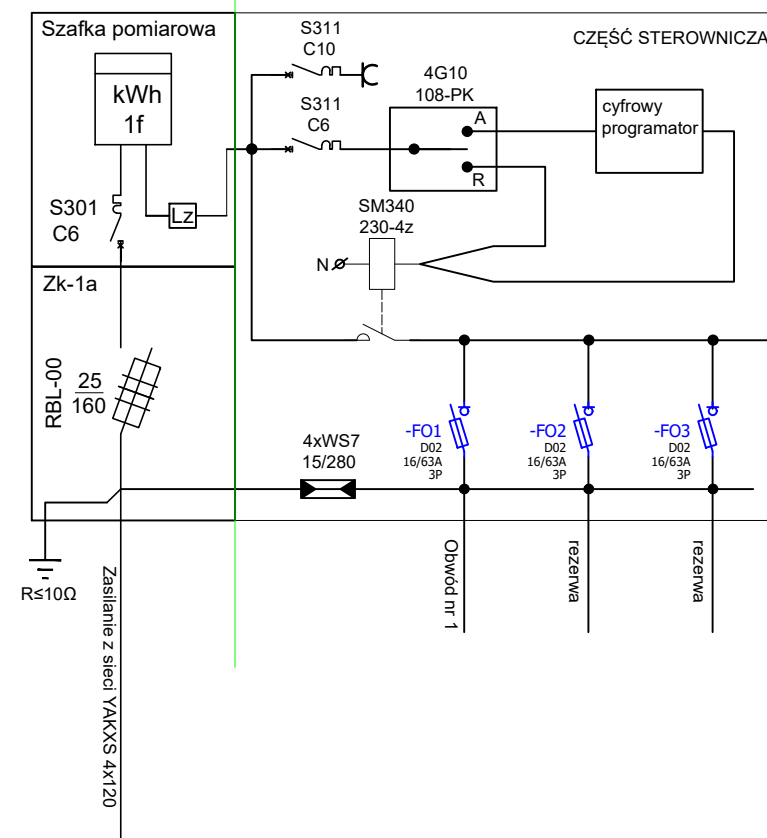 Szafka pomiarowa
kWh
1f
S301
C6
Lz
S311
C10
S311
C6
4G10
108-PK
A
R
CZĘŚĆ STEROWNICZA
cyfrowy
programator
SM340
230-4z
N
Zk-1a
RBL-00
25
160
4xWS7
15/280
-FO1
D02
16/63A
3P
-FO2
D02
16/63A
3P
-FO3
D02
16/63A
3P
R≤10Ω
Zasilanie z sieci YAKXS 4x120
Obwód nr 1
rezerwa
rezerwa